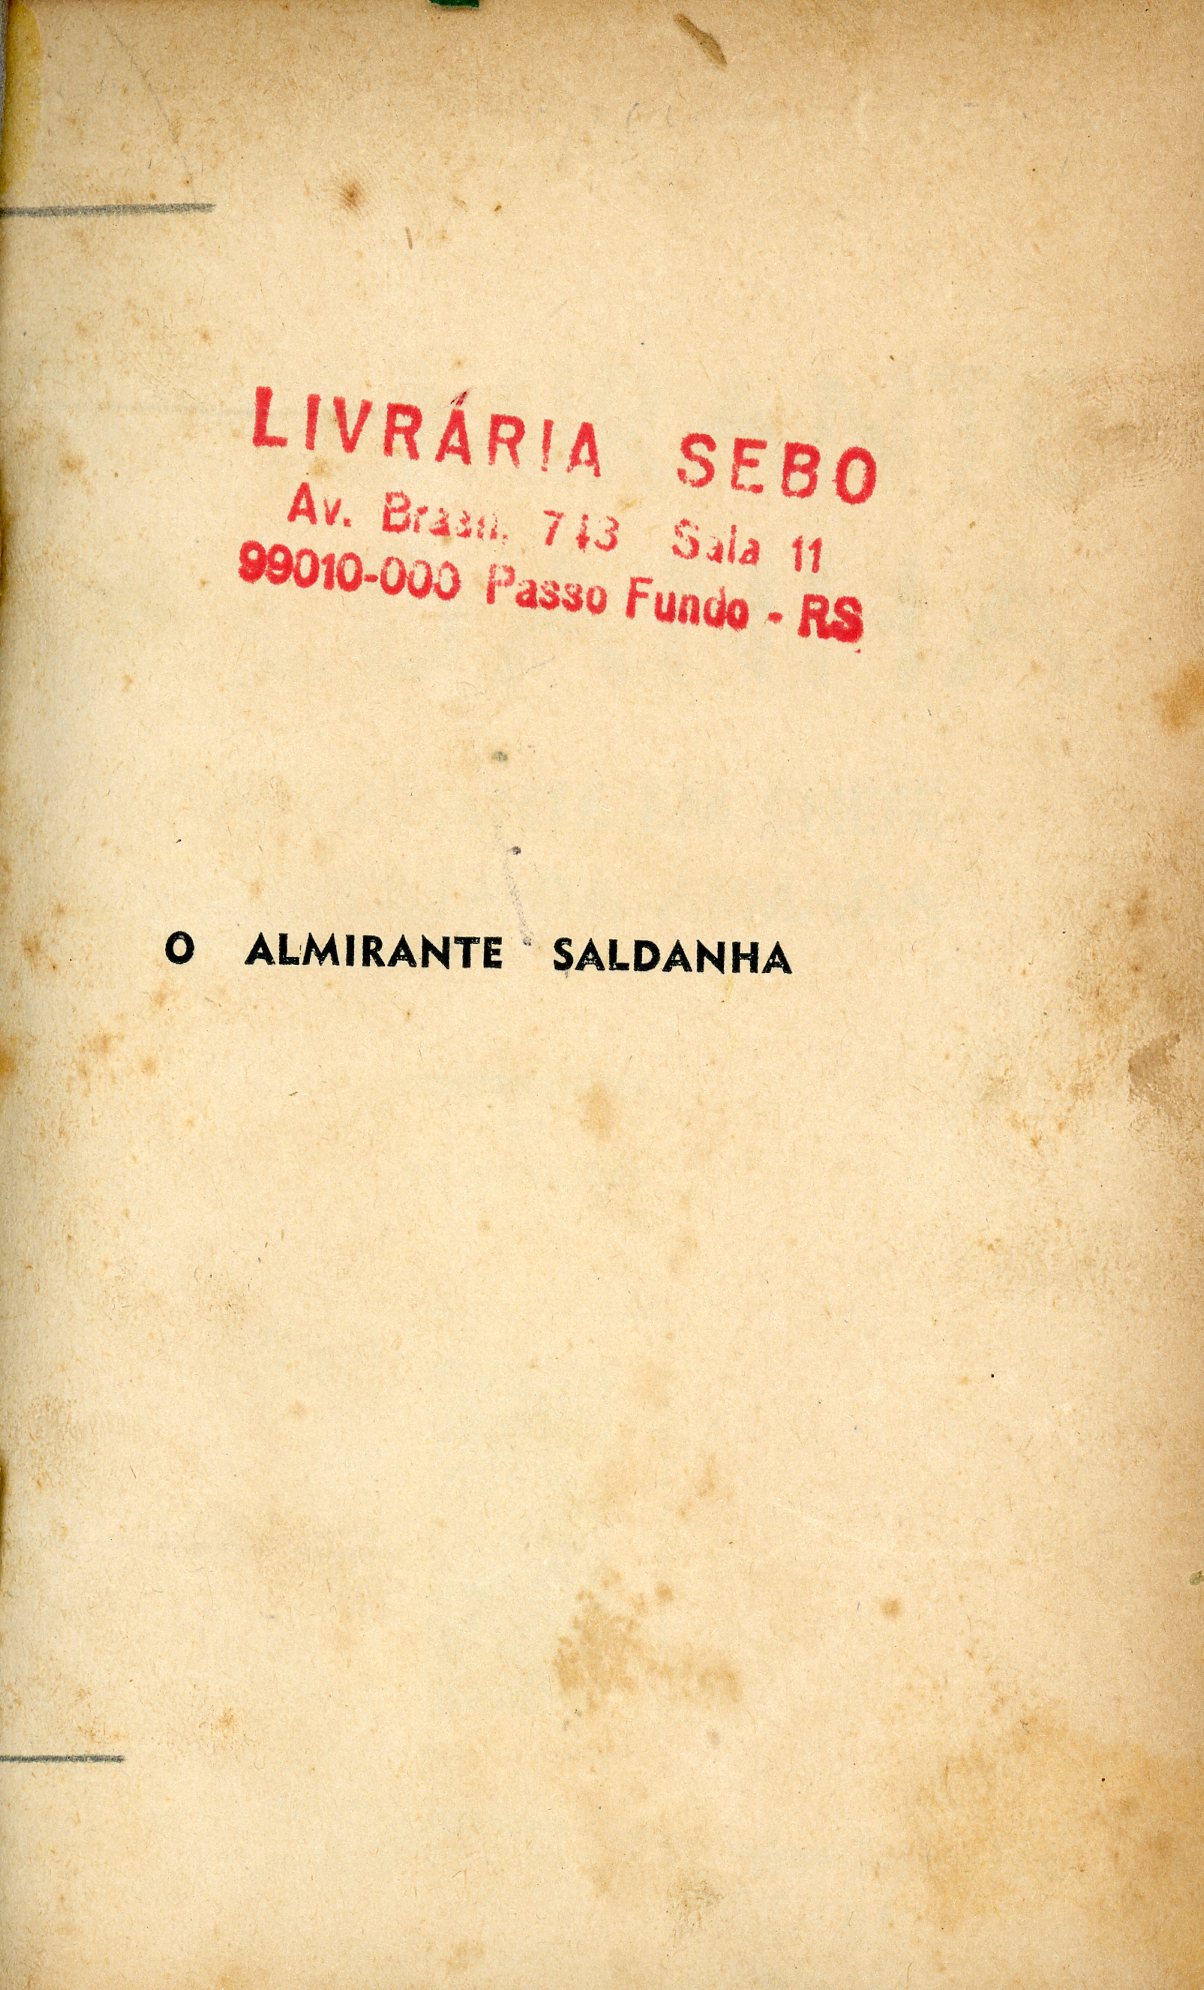 LIVRÁRIA SEBO
Av. Brasil, 743 Sala 11
99010-000 Passo Fundo - RS
O ALMIRANTE SALDANHA